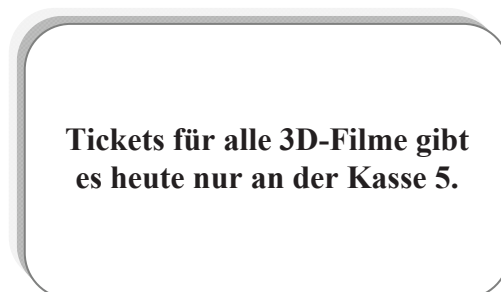 Tickets für alle 3D-Filme gibt
es heute nur an der Kasse 5.